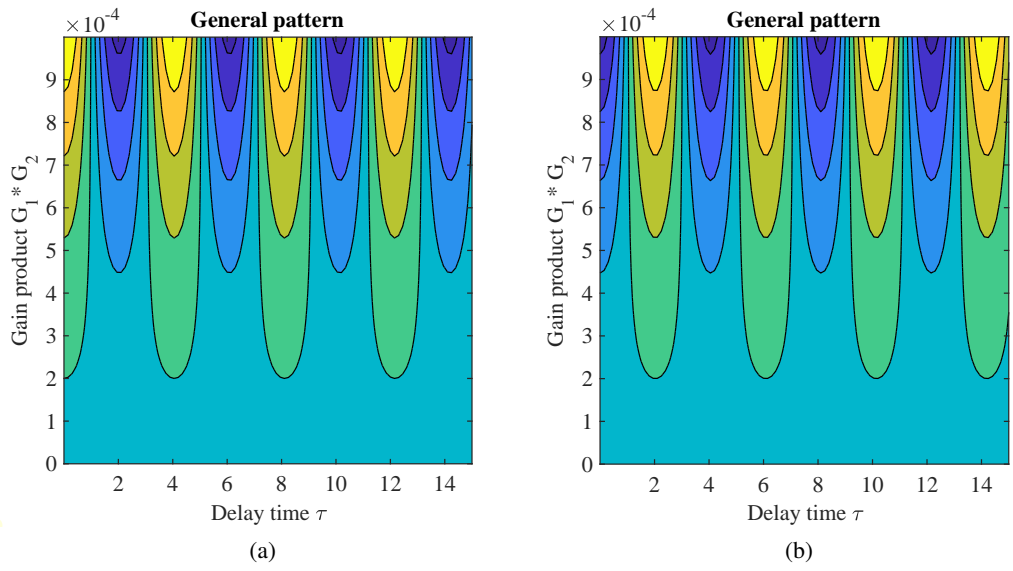 ×10⁻⁴ General pattern
Gain product G₁* G₂
9
8
7
6
5
4
3
2
1
0
2 4 6 8 10 12 14
Delay time τ
(a)
×10⁻⁴ General pattern
Gain product G₁* G₂
9
8
7
6
5
4
3
2
1
0
2 4 6 8 10 12 14
Delay time τ
(b)